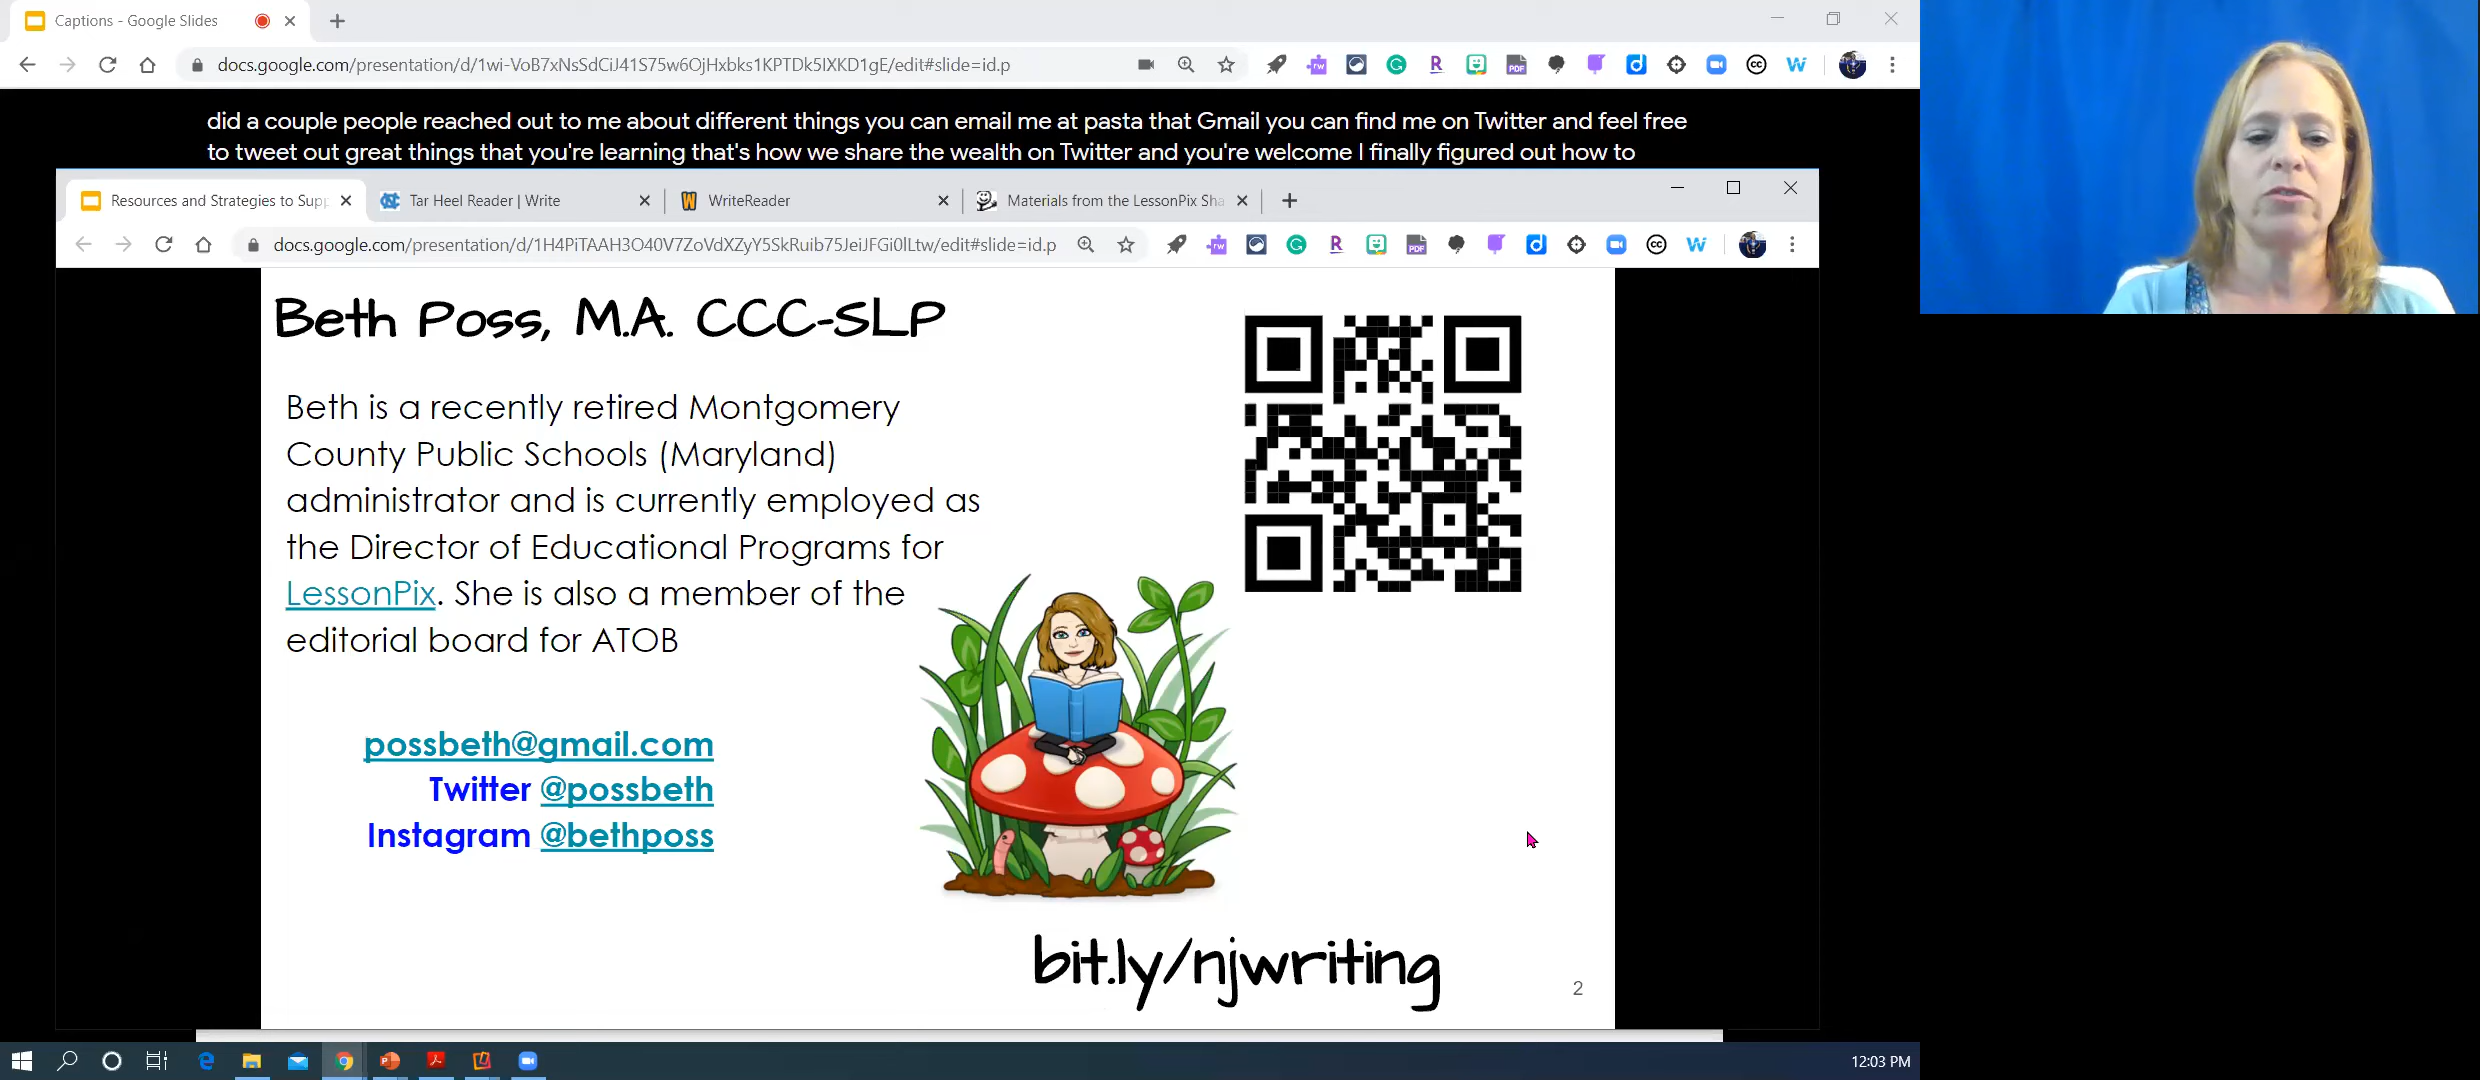 Captions - Google Slides
docs.google.com/presentation/d/1wi-VoB7xNsSdCiJ41S75w6OjHxbks1KPTDk5IXKD1gE/edit#slide=id.p
did a couple people reached out to me about different things you can email me at pasta that Gmail you can find me on Twitter and feel free
to tweet out great things that you're learning that's how we share the wealth on Twitter and you're welcome I finally figured out how to
Resources and Strategies to Supp
Tar Heel Reader | Write
WriteReader
Materials from the LessonPix Sha
docs.google.com/presentation/d/1H4PiTAAH3O40V7ZoVdXZyY5SkRuib75JeiJFGi0lLtw/edit#slide=id.p
Beth Poss, M.A. CCC-SLP
Beth is a recently retired Montgomery
County Public Schools (Maryland)
administrator and is currently employed as
the Director of Educational Programs for
LessonPix. She is also a member of the
editorial board for ATOB
possbeth@gmail.com
Twitter @possbeth
Instagram @bethposs
bit.ly/njwriting
2
12:03 PM